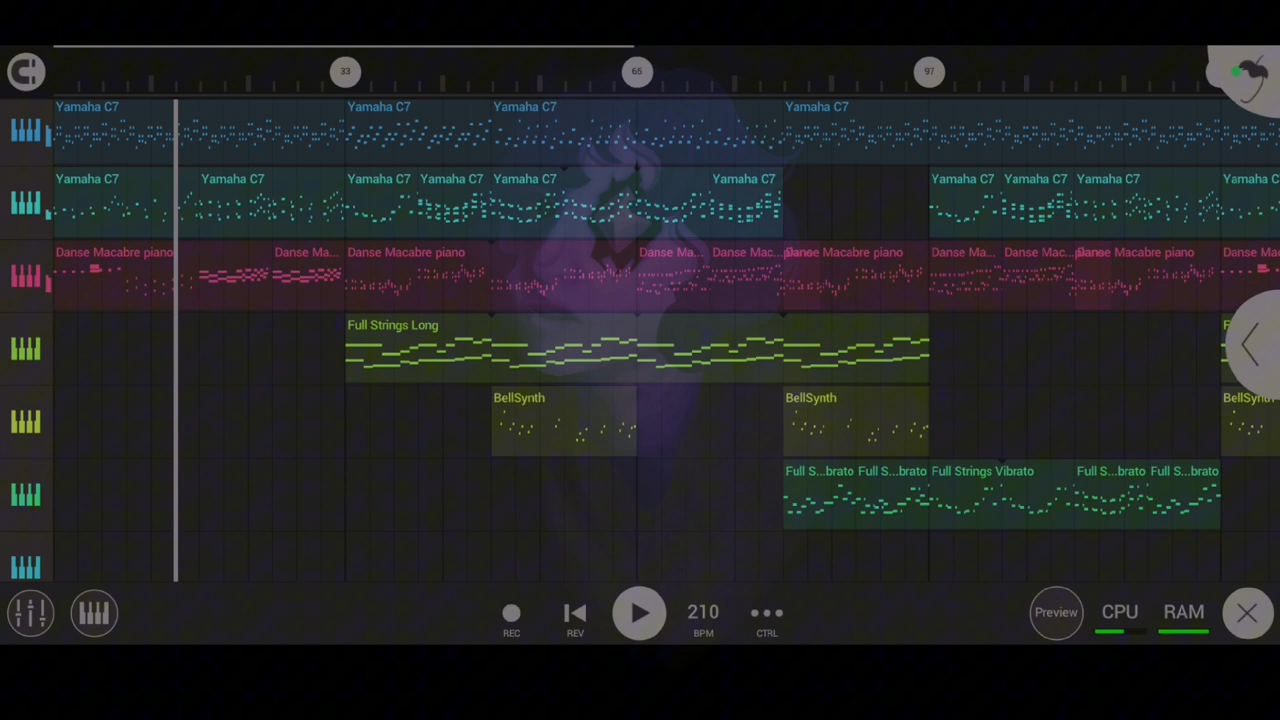 33 65 97
Yamaha C7 Yamaha C7 Yamaha C7 Yamaha C7
Yamaha C7 Yamaha C7 Yamaha C7 Yamaha C7 Yamaha C7 Yamaha C7 Yamaha C7 Yamaha C7 Yamaha C7 Yamaha C
Danse Macabre piano Danse Ma... Danse Macabre piano Danse Ma... Danse Mac... Danse Macabre piano Danse Ma... Danse Mac... Danse Macabre piano Danse Ma
Full Strings Long F
BellSynth BellSynth BellSynth
Full S...brato Full S...brato Full Strings Vibrato Full S...brato Full S...brato
REC REV 210 BPM CTRL Preview CPU RAM